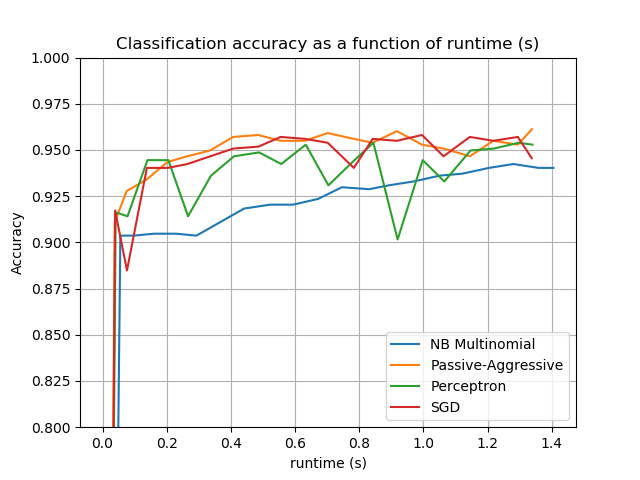 Classification accuracy as a function of runtime (s)
1.000
0.975
0.950
0.925
0.900
0.875
0.850
0.825
0.800
Accuracy
NB Multinomial
Passive-Aggressive
Perceptron
SGD
0.0 0.2 0.4 0.6 0.8 1.0 1.2 1.4
runtime (s)